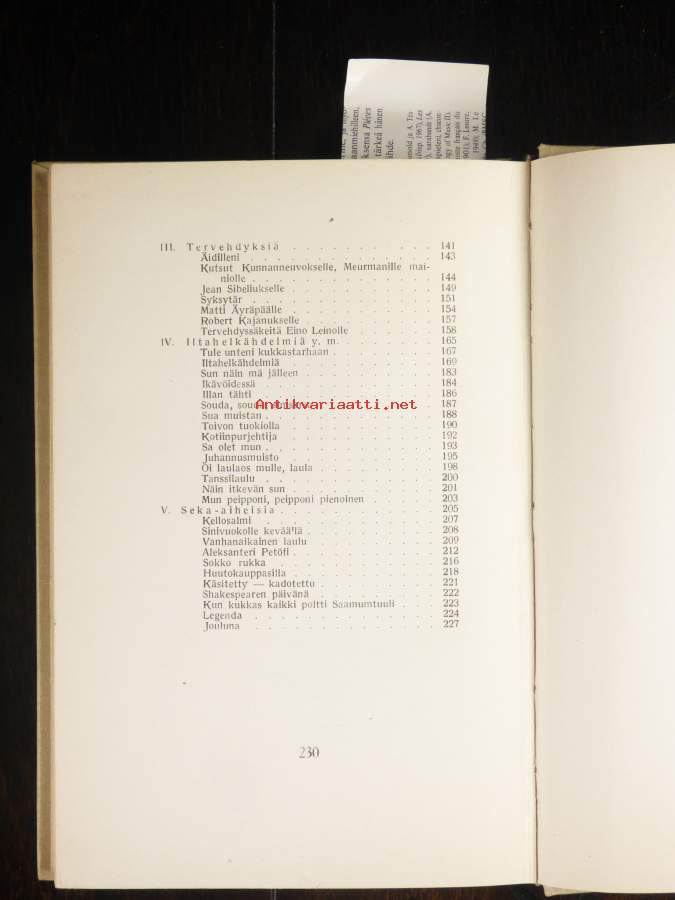 III. Tervehdyksiä . . . . . . . . . . . 141
Äidilleni . . . . . . . . . . . . 143
Kutsut Kunnanneuvokselle, Meurmanille mai-
niolle . . . . . . . . . . . . 144
Jean Sibeliukselle . . . . . . . . . 149
Syksytär . . . . . . . . . . . . 151
Matti Äyräpäälle . . . . . . . . . 154
Robert Kajanukselle . . . . . . . . 157
Tervehdyssäkeitä Eino Leinolle . . . . . 158
IV. Iltahelkähdelmiä y. m. . . . . . . . . 165
Tule unteni kukkastarhaan . . . . . . . 167
Iltahelkähdelmiä . . . . . . . . . 169
Sun näin mä jälleen . . . . . . . . 183
Ikävöidessä . . . . . . . . . . . 184
Illan tähti . . . . . . . . . . . 186
Souda, souda 187
Antikvariaatti.net
Sua muistan . . . . . . . . . . . 188
Toivon tuokiolla . . . . . . . . . 190
Kotiinpurjehtija . . . . . . . . . 192
Sa olet mun . . . . . . . . . . . 193
Juhannusmuisto . . . . . . . . . 195
Oi laulaos mulle, laula . . . . . . . 198
Tanssilaulu . . . . . . . . . . . 200
Näin itkevän sun . . . . . . . . . 201
Mun peipponi, peipponi pienoinen . . . . 203
V. Seka-aiheisia . . . . . . . . . . . 205
Kellosalmi . . . . . . . . . . . 207
Sinivuokolle keväällä . . . . . . . . 208
Vanhanaikainen laulu . . . . . . . . 209
Aleksanteri Petöfi . . . . . . . . . 212
Sokko rukka . . . . . . . . . . 216
Huutokauppasilla . . . . . . . . . 218
Käsitetty — kadotettu . . . . . . . . 221
Shakespearen päivänä . . . . . . . . 222
Kun kukkas kaikki poltti Saamumtuuli . . . 223
Legenda . . . . . . . . . . . . 224
Jouluna . . . . . . . . . . . . 227
230